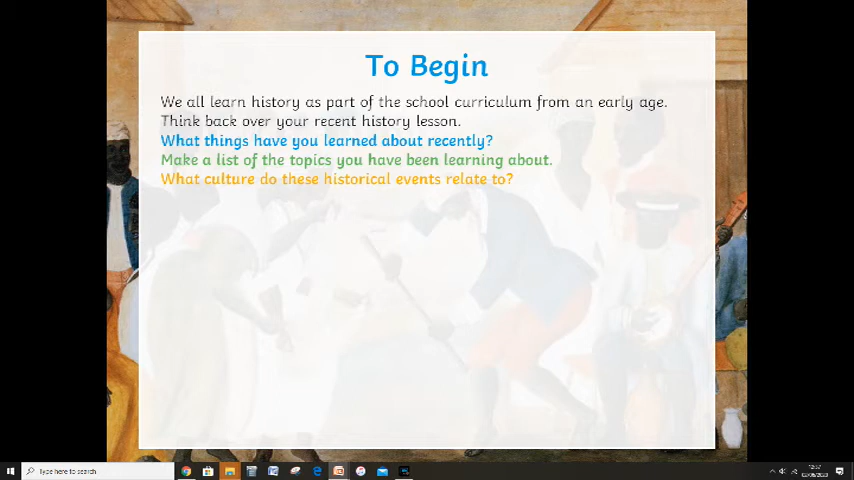 To Begin
We all learn history as part of the school curriculum from an early age.
Think back over your recent history lesson.
What things have you learned about recently?
Make a list of the topics you have been learning about.
What culture do these historical events relate to?
Type here to search
12:37